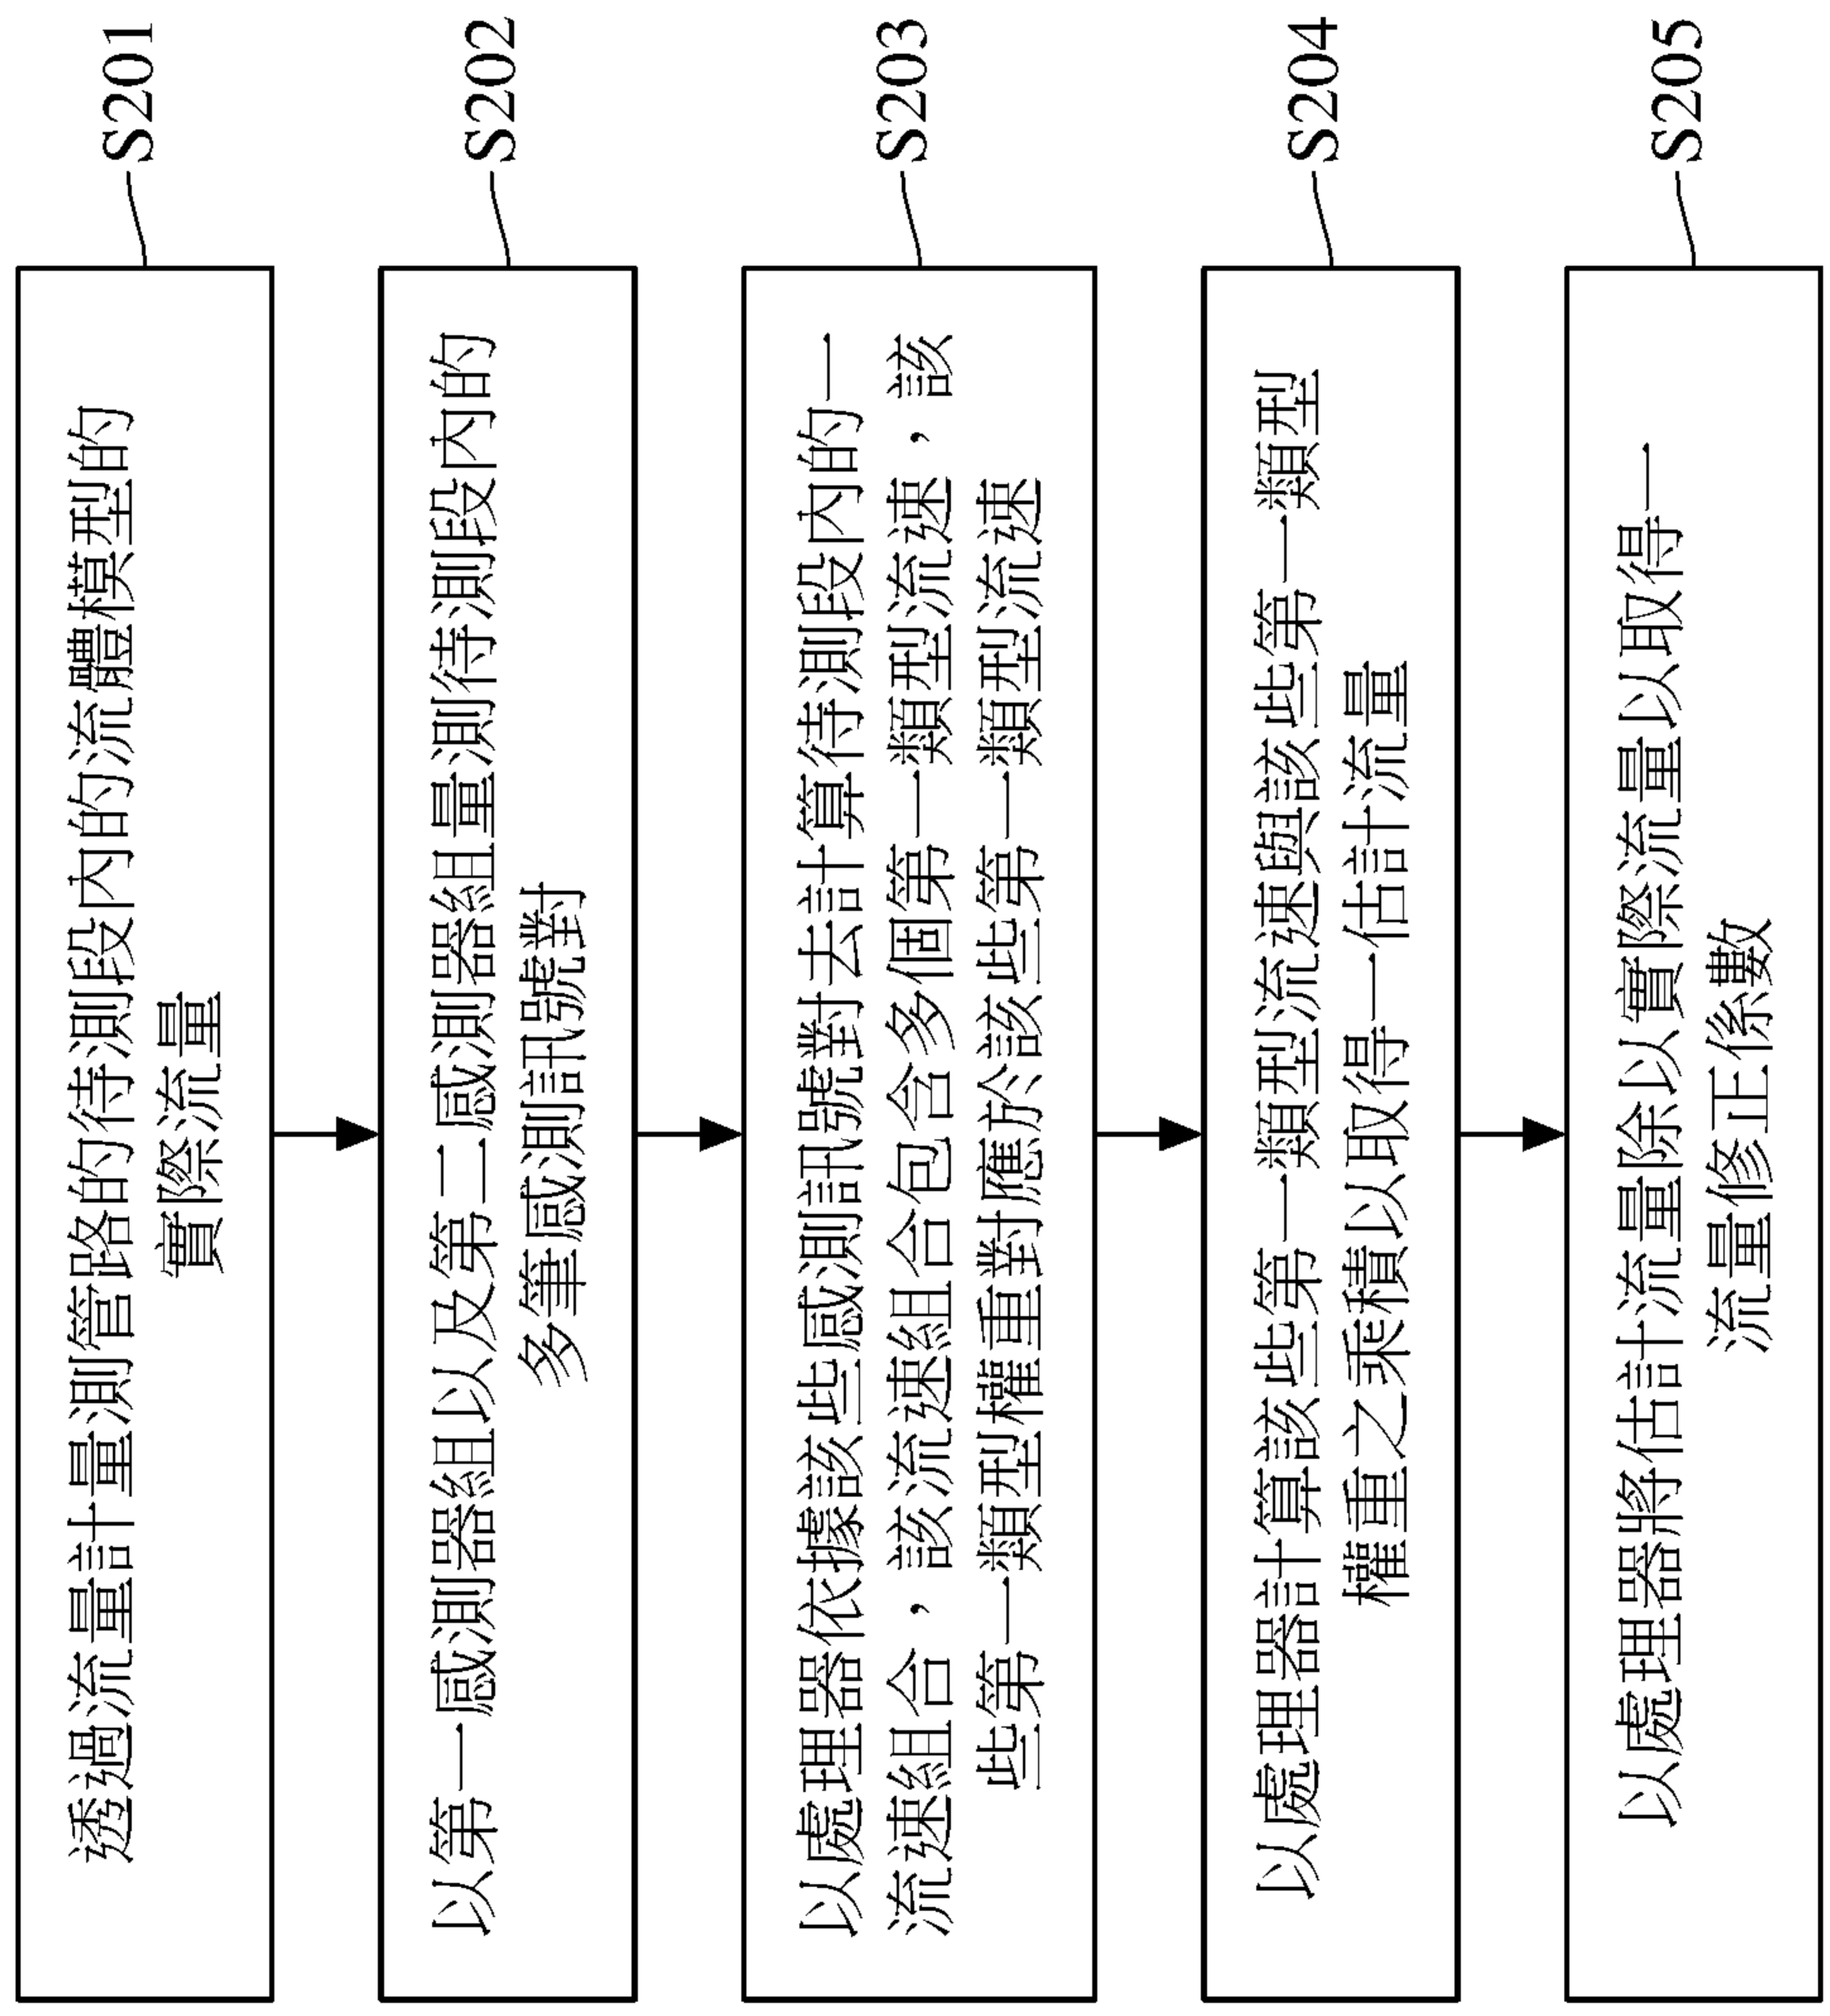 透過流量計量測管路的待測段內的流體模型的
實際流量
S201
以第一感測器組以及第二感測器組量測待測段內的
多筆感測訊號對
S202
以處理器依據該些感測訊號對去計算待測段內的一
流速組合，該流速組合包含多個第一類型流速，該
些第一類型權重對應於該些第一類型流速
S203
以處理器計算該些第一類型流速與該些第一類型
權重之乘積以取得一估計流量
S204
以處理器將估計流量除以實際流量以取得一
流量修正係數
S205